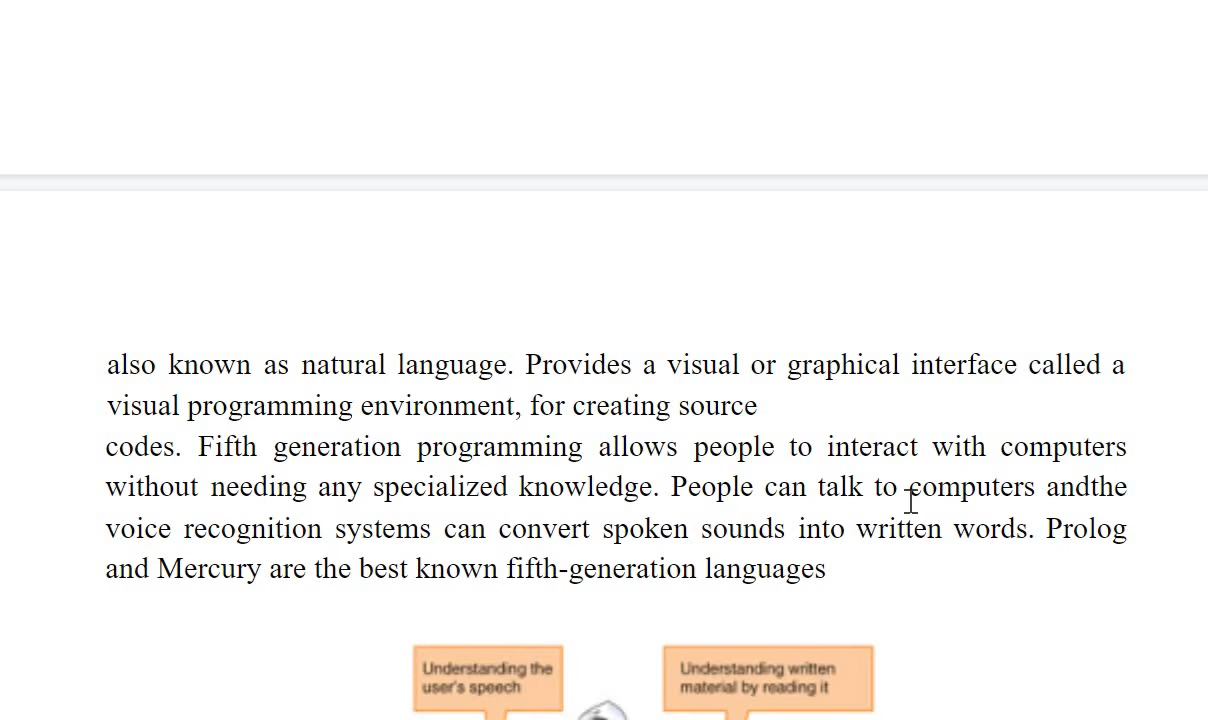 also known as natural language. Provides a visual or graphical interface called a
visual programming environment, for creating source
codes. Fifth generation programming allows people to interact with computers
without needing any specialized knowledge. People can talk to computers andthe
voice recognition systems can convert spoken sounds into written words. Prolog
and Mercury are the best known fifth-generation languages
Understanding the
user's speech
Understanding written
material by reading it